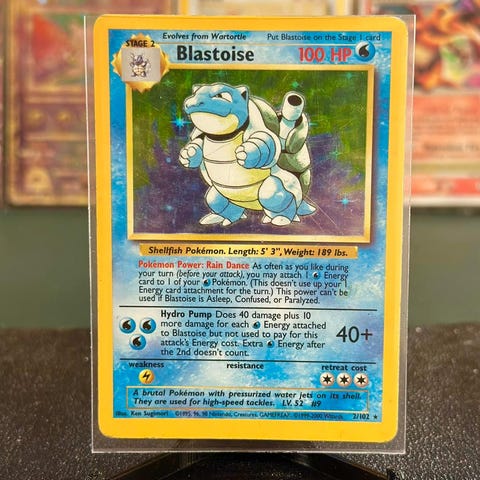 Evolves from Wartortle Put Blastoise on the Stage 1 card
STAGE 2
Blastoise 100 HP
Shellfish Pokémon. Length: 5' 3", Weight: 189 lbs.
Pokémon Power: Rain Dance As often as you like during
your turn (before your attack), you may attach 1 Energy
card to 1 of your Pokémon. (This doesn't use up your 1
Energy card attachment for the turn.) This power can't be
used if Blastoise is Asleep, Confused, or Paralyzed.
Hydro Pump Does 40 damage plus 10
more damage for each Energy attached
to Blastoise but not used to pay for this
attack's Energy cost. Extra Energy after
the 2nd doesn't count.
40+
weakness resistance retreat cost
A brutal Pokémon with pressurized water jets on its shell.
They are used for high-speed tackles. LV. 52 #9
Illus. Ken Sugimori ©1995, 96, 98 Nintendo, Creatures, GAMEFREAK. ©1999-2000 Wizards. 2/102 ★